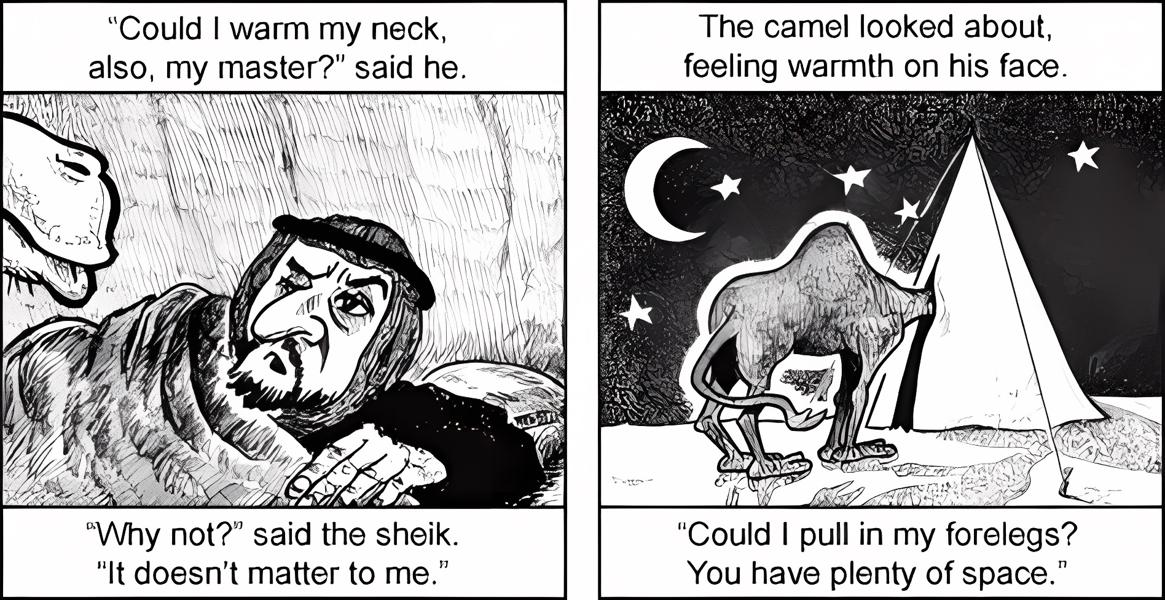 "Could I warm my neck,
also, my master?" said he.
"Why not?" said the sheik.
"It doesn't matter to me."
The camel looked about,
feeling warmth on his face.
"Could I pull in my forelegs?
You have plenty of space."